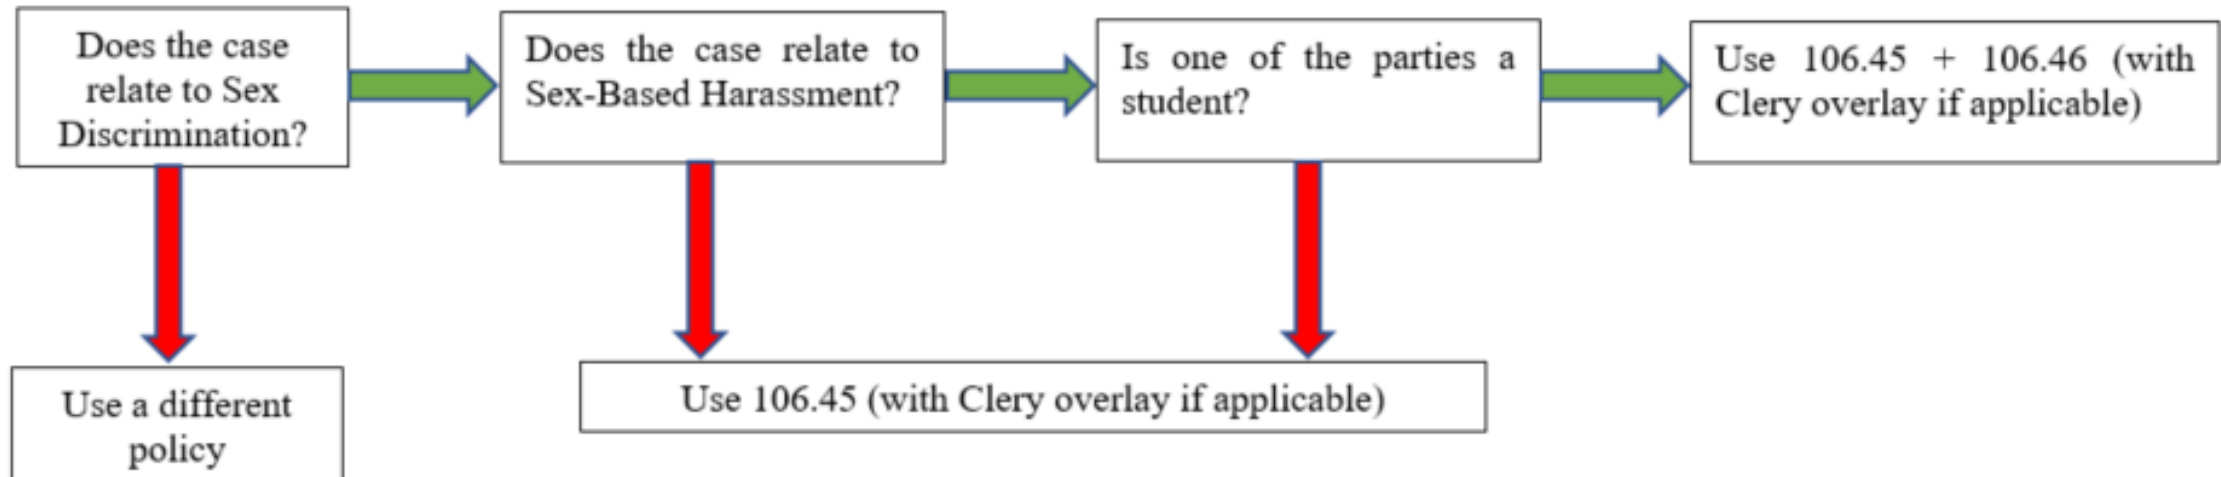 Does the case
relate to Sex
Discrimination?
Does the case relate to
Sex-Based Harassment?
Is one of the parties a
student?
Use 106.45 + 106.46 (with
Clery overlay if applicable)
Use a different
policy
Use 106.45 (with Clery overlay if applicable)